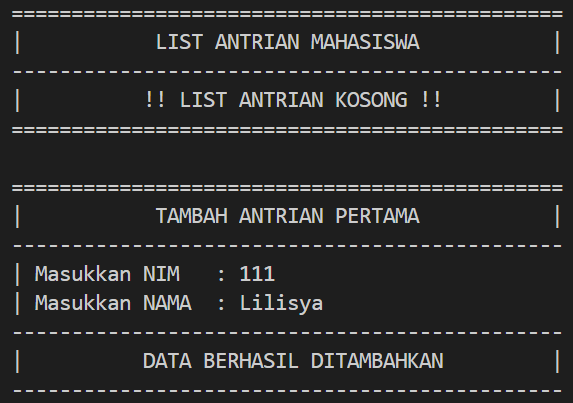 ==============================================
|           LIST ANTRIAN MAHASISWA           |
----------------------------------------------
|          !! LIST ANTRIAN KOSONG !!         |
==============================================
==============================================
|           TAMBAH ANTRIAN PERTAMA           |
----------------------------------------------
| Masukkan NIM   : 111
| Masukkan NAMA  : Lilisya
----------------------------------------------
|          DATA BERHASIL DITAMBAHKAN         |
----------------------------------------------